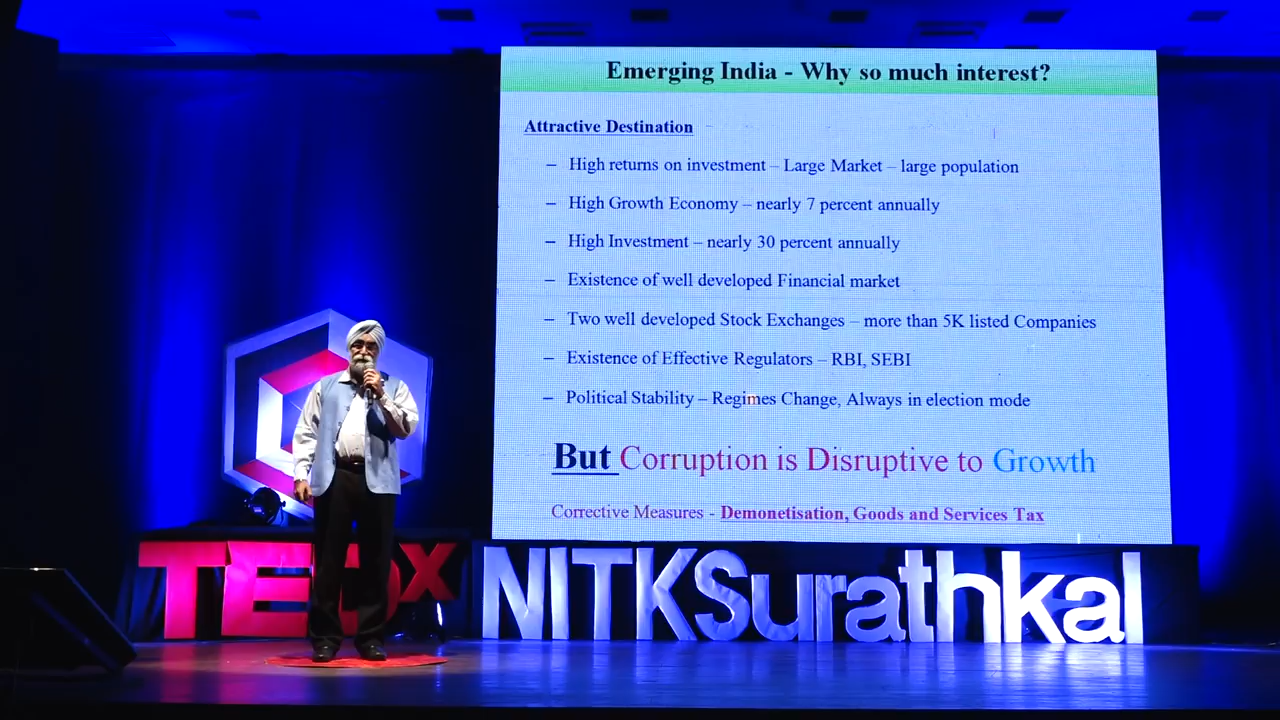 Emerging India - Why so much interest?
Attractive Destination
– High returns on investment – Large Market – large population
– High Growth Economy – nearly 7 percent annually
– High Investment – nearly 30 percent annually
– Existence of well developed Financial market
– Two well developed Stock Exchanges – more than 5K listed Companies
– Existence of Effective Regulators – RBI, SEBI
– Political Stability – Regimes Change, Always in election mode
But Corruption is Disruptive to Growth
Corrective Measures - Demonetisation, Goods and Services Tax
TEDx NITKSurathkal